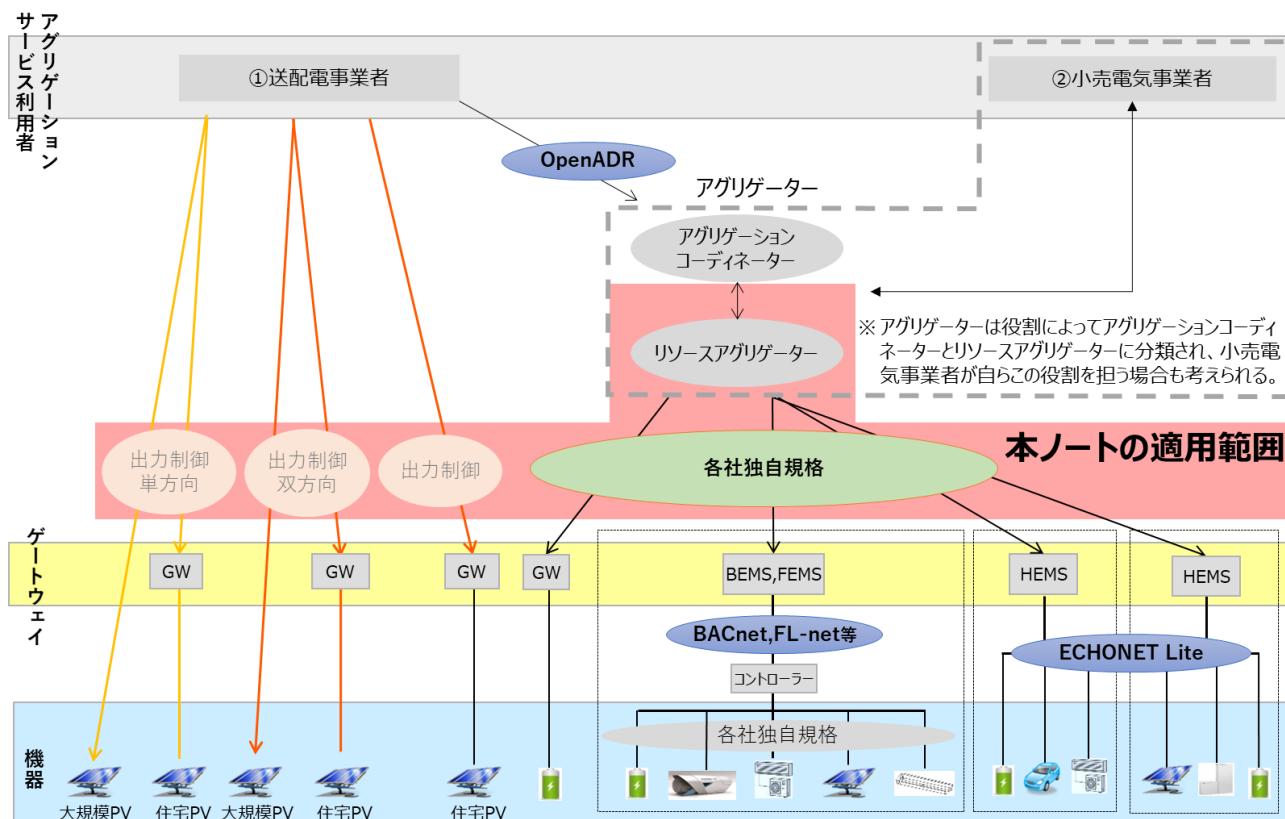 アグリゲーション
サービス利用者
①送配電事業者
②小売電気事業者
OpenADR
アグリゲーター
アグリゲーション
コーディネーター
リソースアグリゲーター
※ アグリゲーターは役割によってアグリゲーションコーディ
ネーターとリソースアグリゲーターに分類され、小売電
気事業者が自らこの役割を担う場合も考えられる。
本ノートの適用範囲
出力制御
単方向
出力制御
双方向
出力制御
各社独自規格
ゲートウェイ
GW
GW
GW
GW
BEMS,FEMS
HEMS
HEMS
BACnet,FL-net等
ECHONET Lite
コントローラー
機器
各社独自規格
大規模PV
住宅PV
大規模PV
住宅PV
住宅PV